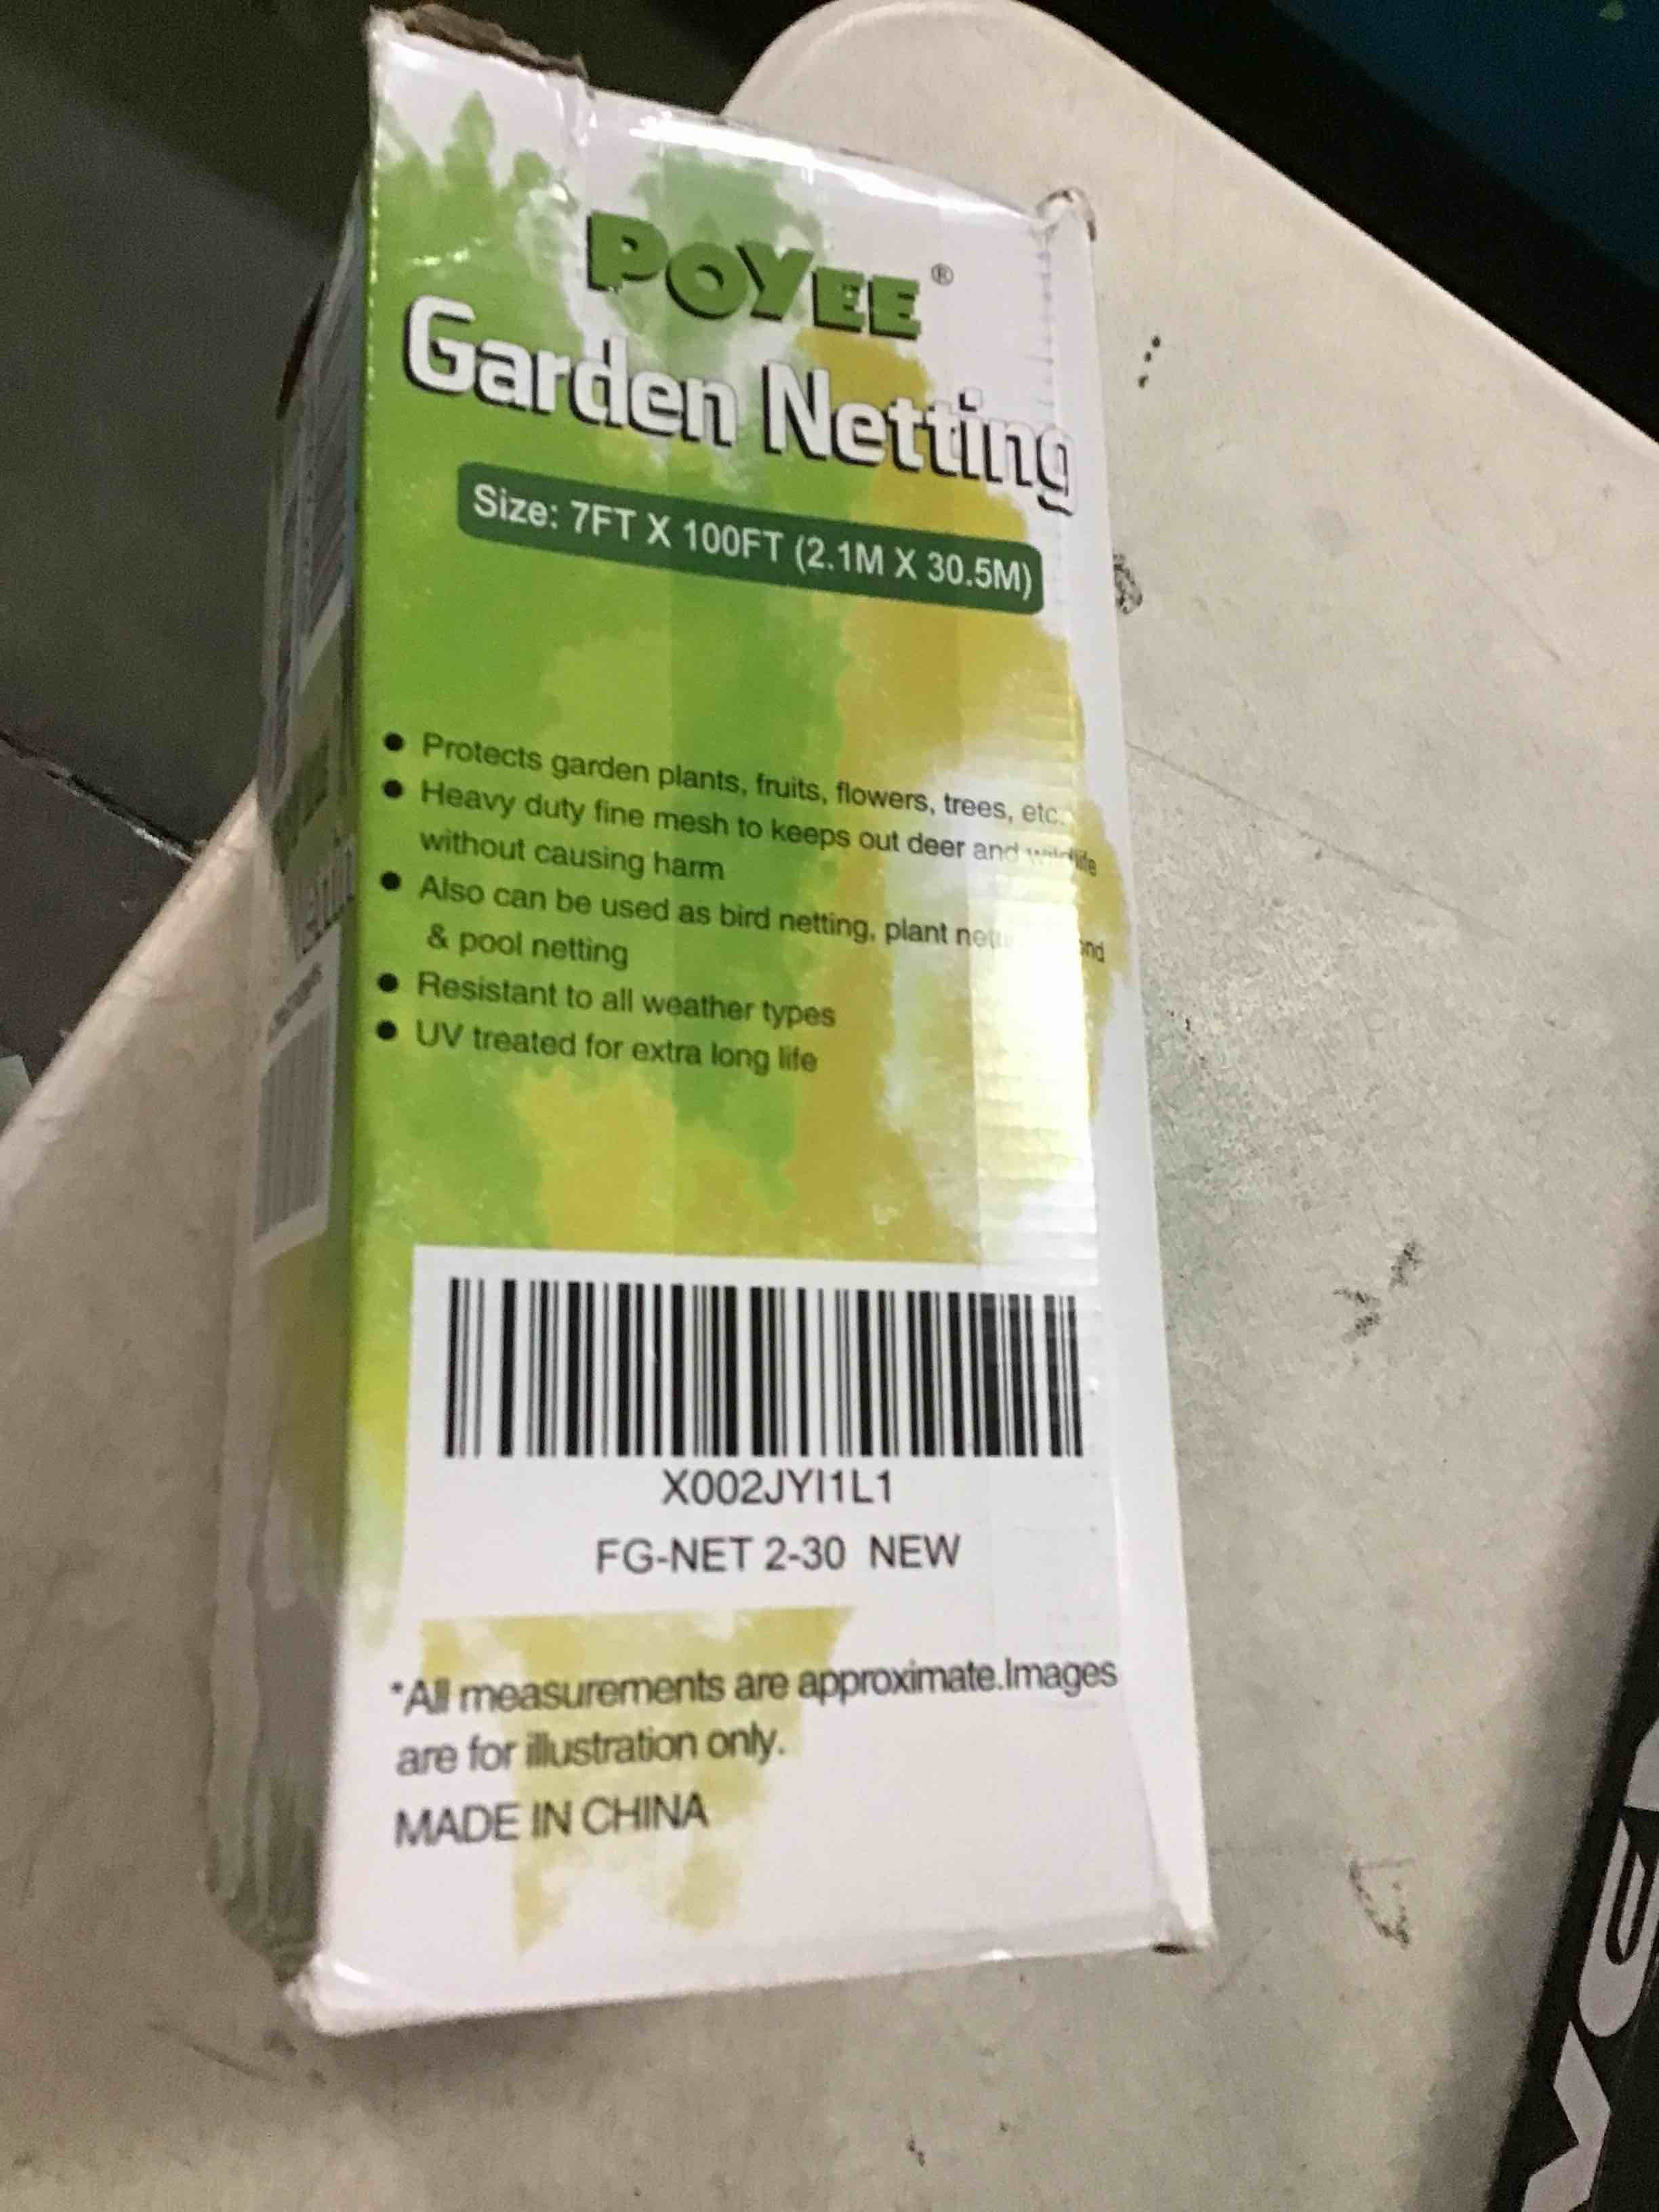 POYEE®
Garden Netting
Size: 7FT X 100FT (2.1M X 30.5M)
● Protects garden plants, fruits, flowers, trees, etc.
● Heavy duty fine mesh to keeps out deer and wildlife
without causing harm
● Also can be used as bird netting, plant
& pool netting
● Resistant to all weather types
● UV treated for extra long life
X002JYI1L1
FG-NET 2-30 NEW
*All measurements are approximate.Images
are for illustration only.
MADE IN CHINA